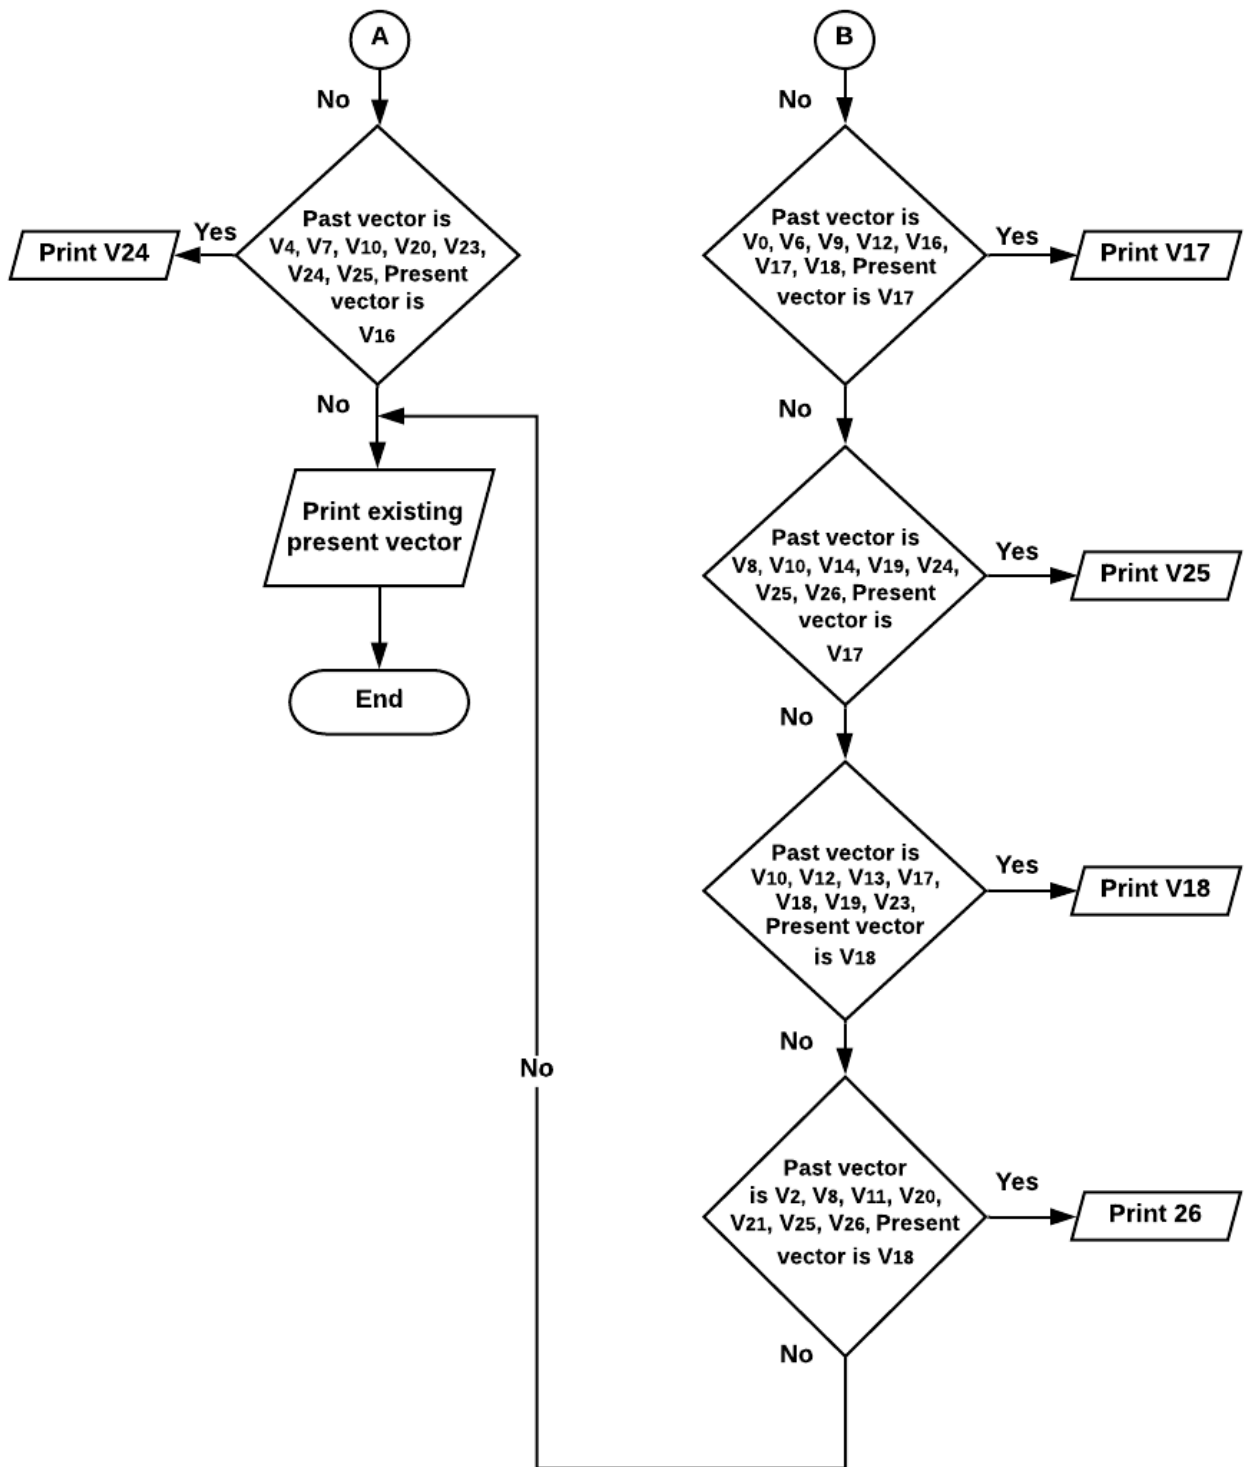 A
No
Past vector is
V4, V7, V10, V20, V23,
V24, V25, Present
vector is
V16
Yes
Print V24
No
Print existing
present vector
End
B
No
Past vector is
V0, V6, V9, V12, V16,
V17, V18, Present
vector is V17
Yes
Print V17
No
Past vector is
V8, V10, V14, V19, V24,
V25, V26, Present
vector is
V17
Yes
Print V25
No
Past vector is
V10, V12, V13, V17,
V18, V19, V23,
Present vector
is V18
Yes
Print V18
No
Past vector
is V2, V8, V11, V20,
V21, V25, V26, Present
vector is V18
Yes
Print 26
No
No